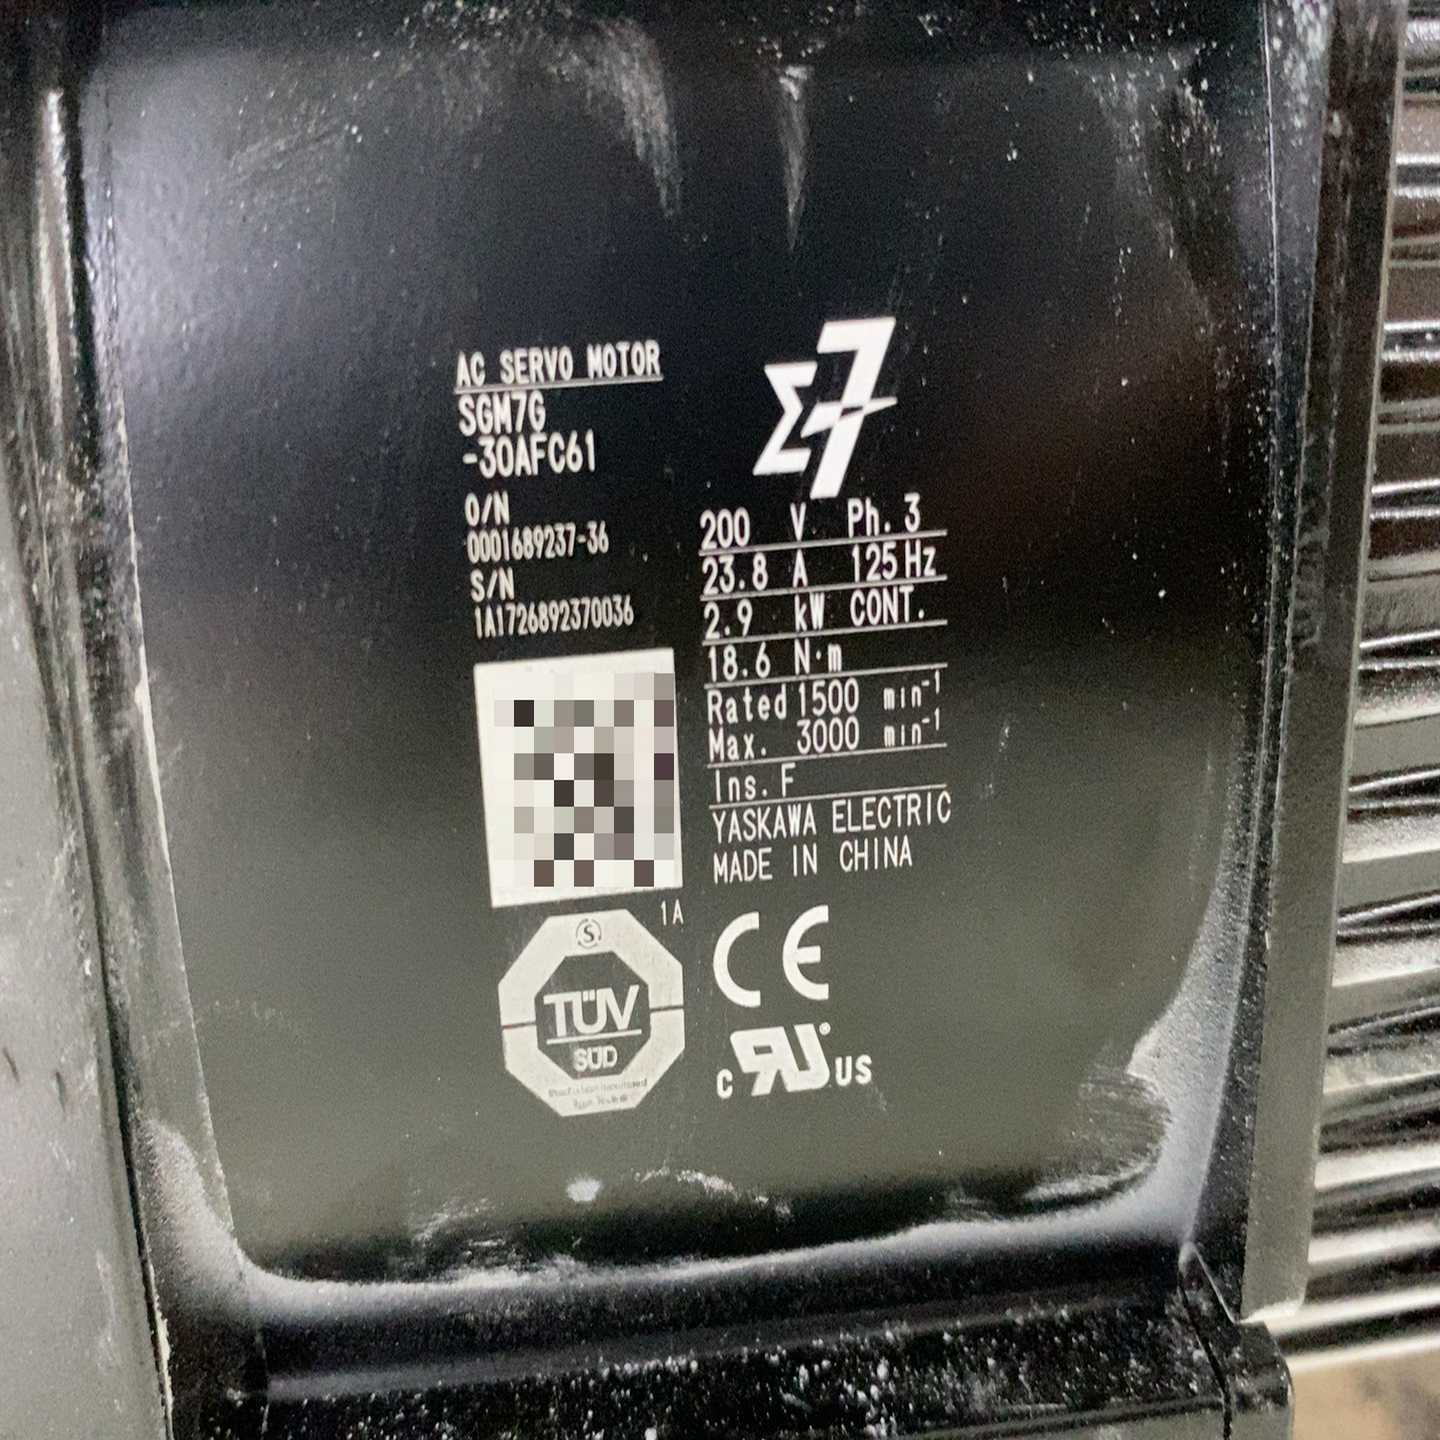 AC SERVO MOTOR
SGM7G
-30AFC61
O/N
0001689237-36
S/N
1A1726892370036
Σ7
200 V Ph. 3
23.8 A 125 Hz
2.9 kW CONT.
18.6 N·m
Rated 1500 min⁻¹
Max. 3000 min⁻¹
Ins. F
YASKAWA ELECTRIC
MADE IN CHINA
1A
S
TÜV
SÜD
CE
c RU US